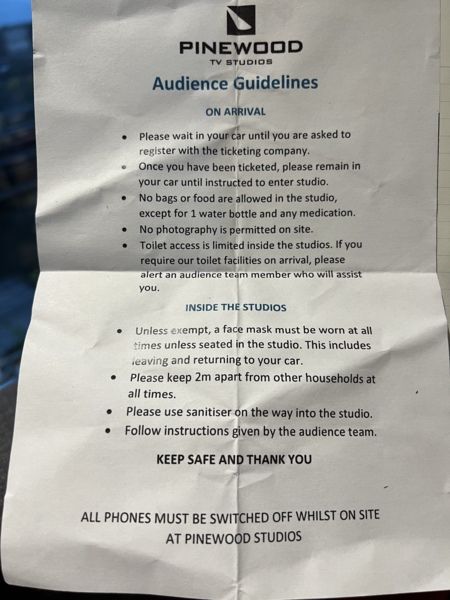 PINEWOOD
TV STUDIOS
Audience Guidelines
ON ARRIVAL
• Please wait in your car until you are asked to
register with the ticketing company.
• Once you have been ticketed, please remain in
your car until instructed to enter studio.
• No bags or food are allowed in the studio,
except for 1 water bottle and any medication.
• No photography is permitted on site.
• Toilet access is limited inside the studios. If you
require our toilet facilities on arrival, please
alert an audience team member who will assist
you.
INSIDE THE STUDIOS
• Unless exempt, a face mask must be worn at all
times unless seated in the studio. This includes
leaving and returning to your car.
• Please keep 2m apart from other households at
all times.
• Please use sanitiser on the way into the studio.
• Follow instructions given by the audience team.
KEEP SAFE AND THANK YOU
ALL PHONES MUST BE SWITCHED OFF WHILST ON SITE
AT PINEWOOD STUDIOS